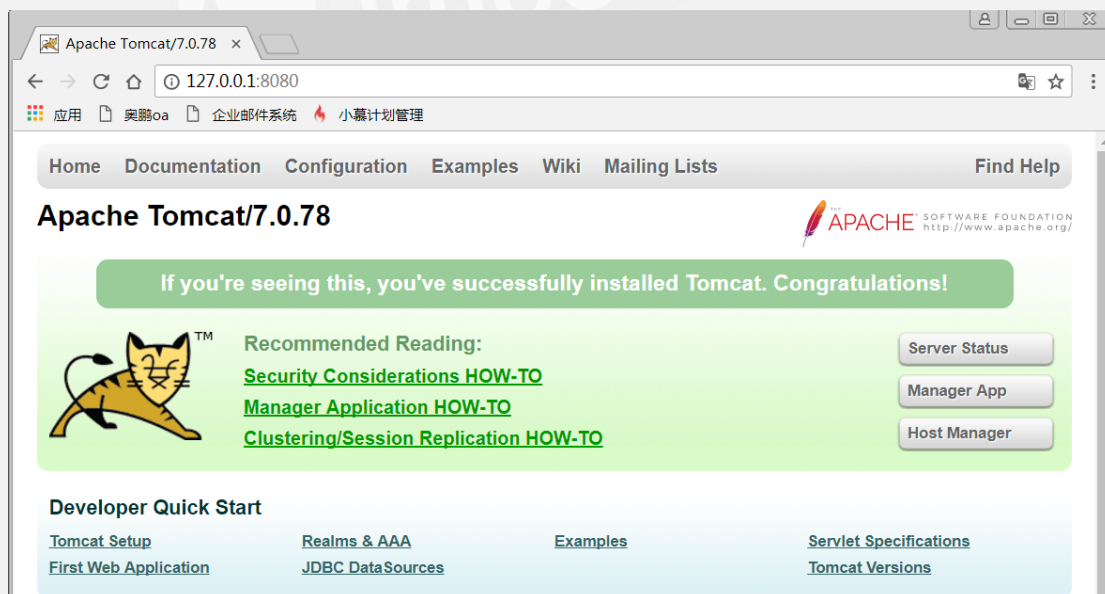 Apache Tomcat/7.0.78
127.0.0.1:8080
应用 奥鹏oa 企业邮件系统 小慕计划管理
Home Documentation Configuration Examples Wiki Mailing Lists Find Help
Apache Tomcat/7.0.78
THE
APACHE SOFTWARE FOUNDATION
http://www.apache.org/
If you're seeing this, you've successfully installed Tomcat. Congratulations!
TM
Recommended Reading:
Security Considerations HOW-TO
Manager Application HOW-TO
Clustering/Session Replication HOW-TO
Server Status
Manager App
Host Manager
Developer Quick Start
Tomcat Setup Realms & AAA Examples Servlet Specifications
First Web Application JDBC DataSources Tomcat Versions